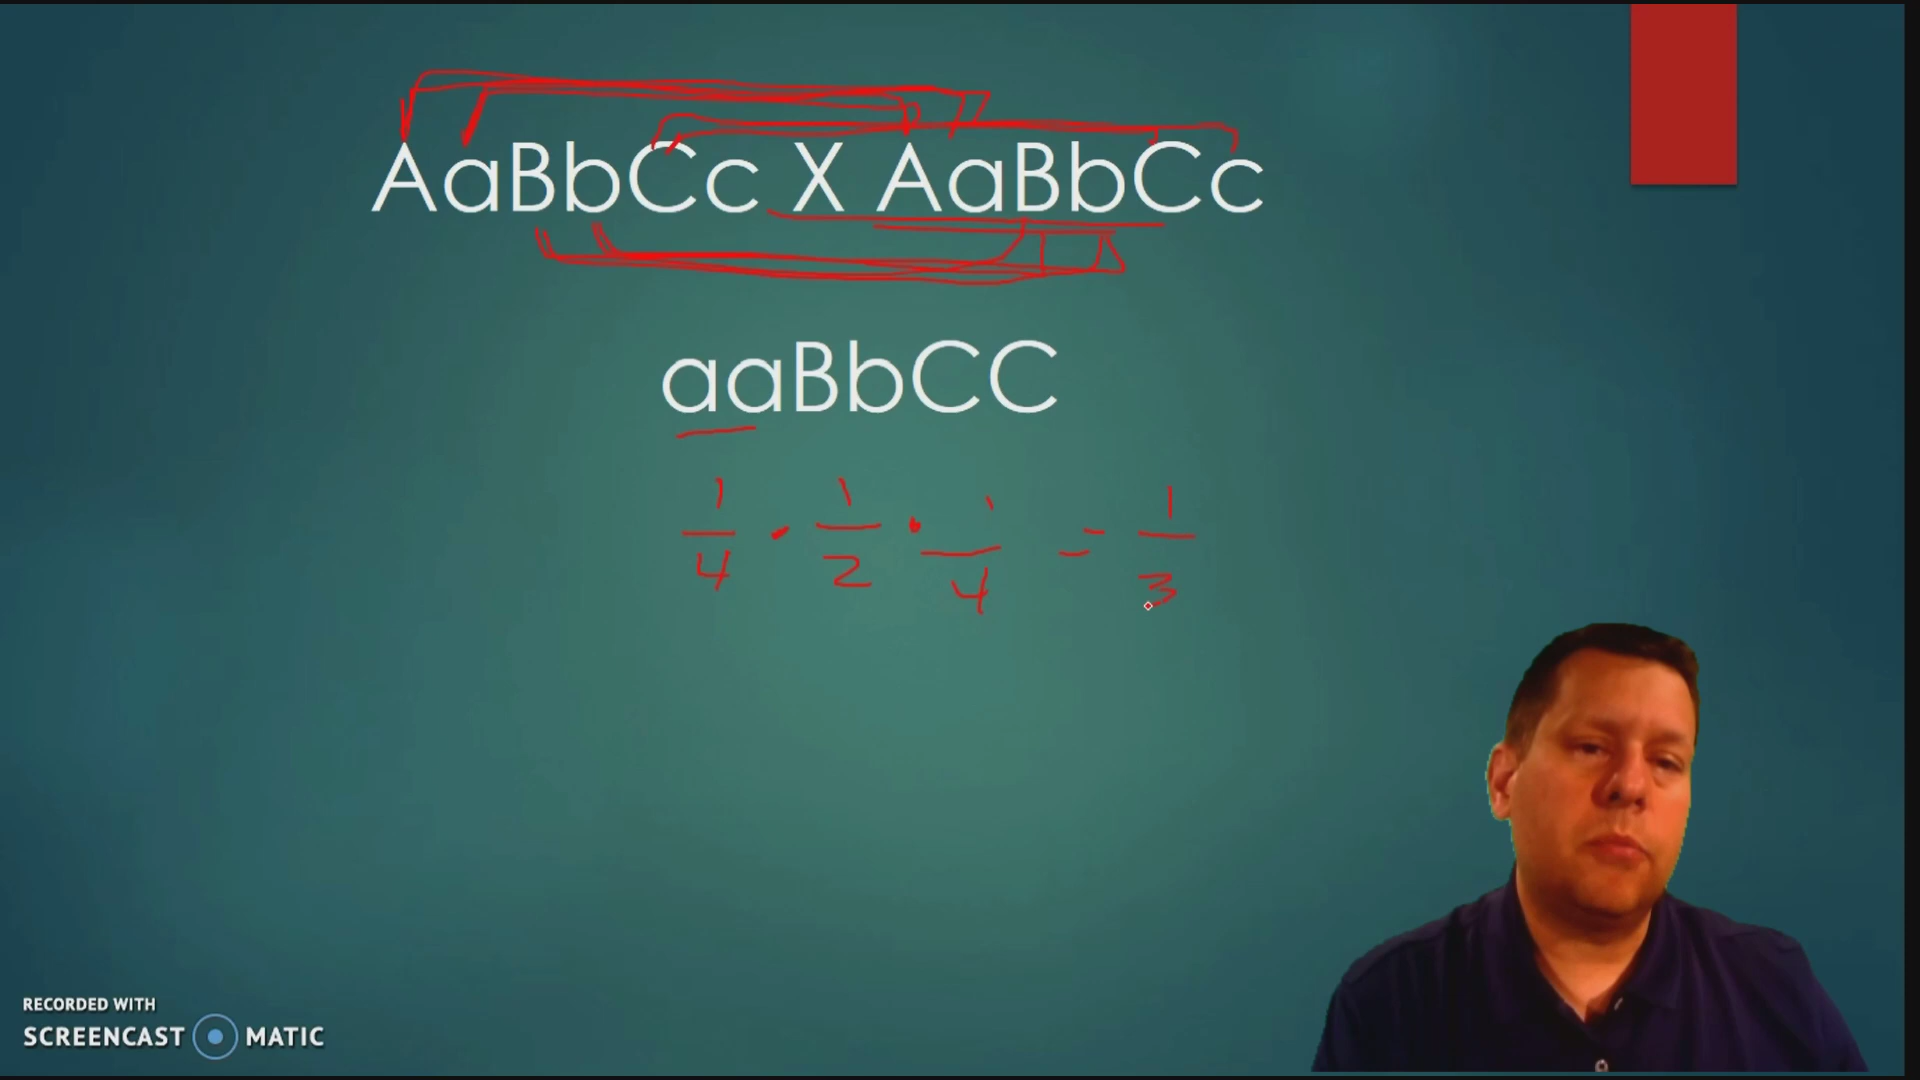 AaBbCc X AaBbCc
aaBbCC
1/4 · 1/2 · 1/4 = 1/3
RECORDED WITH
SCREENCAST MATIC